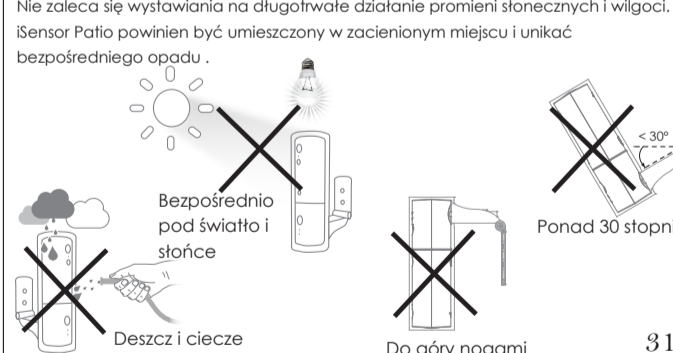 Nie zaleca się wystawiania na długotrwałe działanie promieni słonecznych i wilgoci.
iSensor Patio powinien być umieszczony w zacienionym miejscu i unikać
bezpośredniego opadu .
< 30°
Bezpośrednio
pod światło i
słońce
Ponad 30 stopni
Deszcz i ciecze
Do góry nogami
31